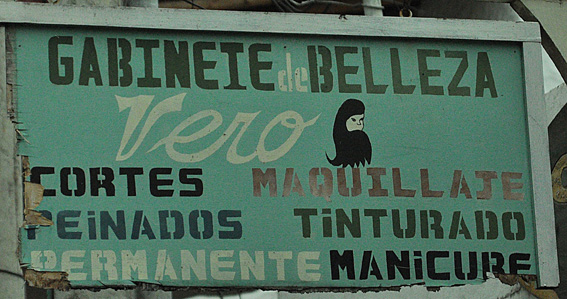 GABINETE de BELLEZA
Vero
CORTES MAQUILLAJE
PEiNADOS TiNTURADO
PERMANENTE MANiCURE